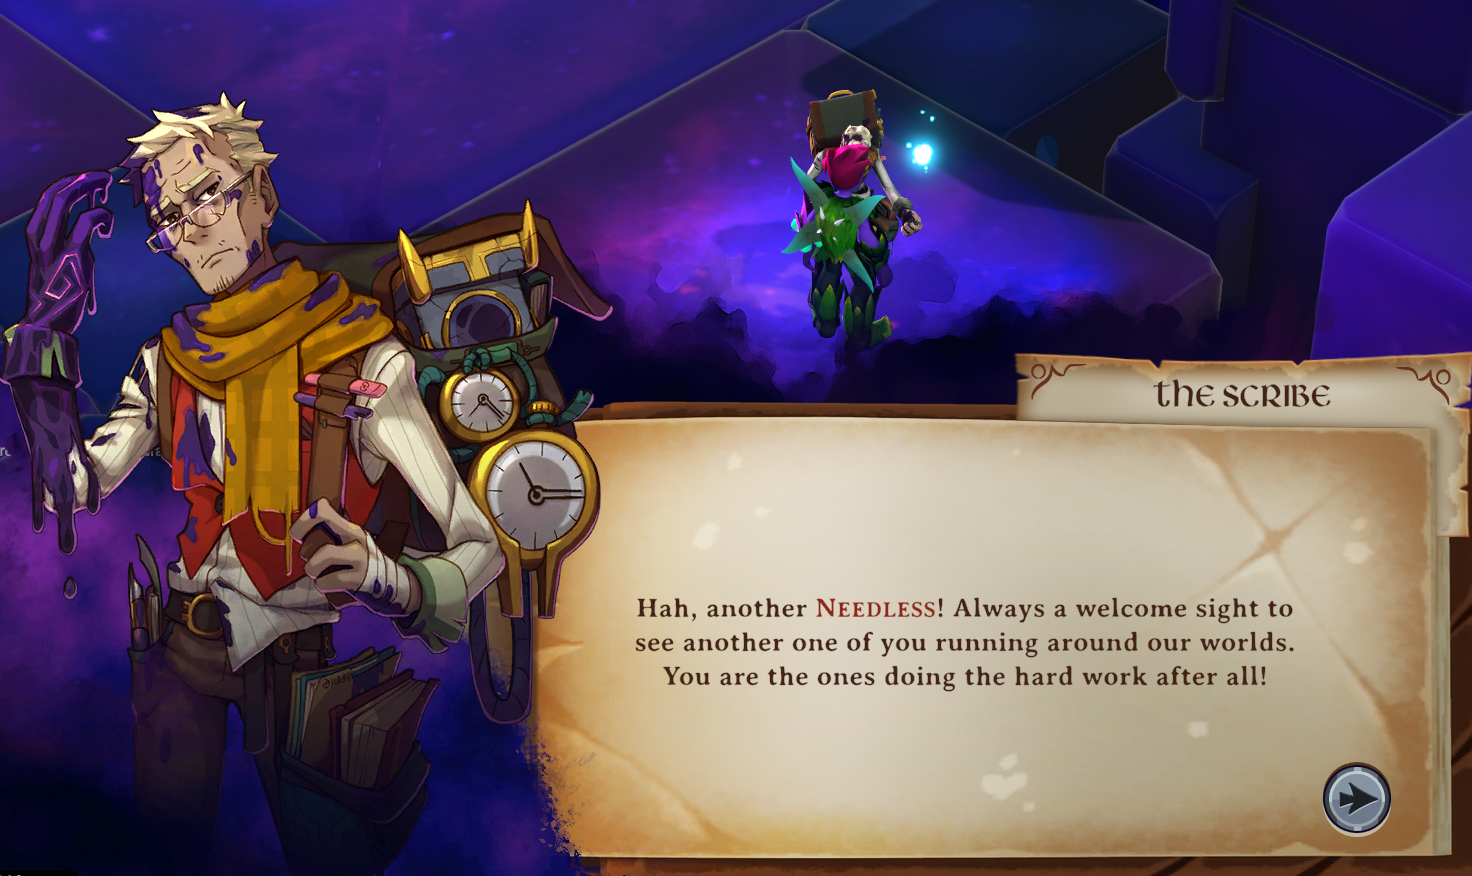 the scribe
Hah, another Needless! Always a welcome sight to
see another one of you running around our worlds.
You are the ones doing the hard work after all!